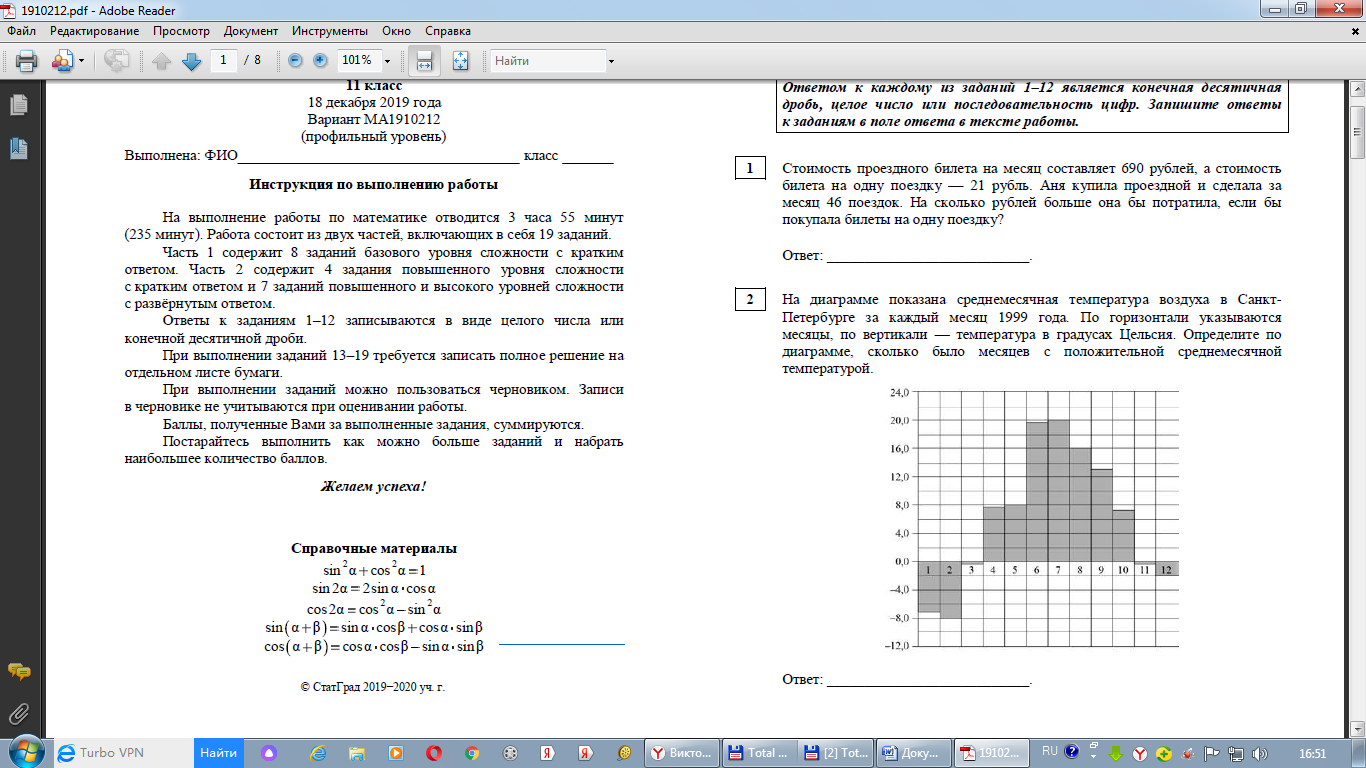 1910212.pdf - Adobe Reader
Файл Редактирование Просмотр Документ Инструменты Окно Справка
1 / 8 101% Найти
11 класс
18 декабря 2019 года
Вариант МА1910212
(профильный уровень)
Выполнена: ФИО______________________________________ класс _______
Инструкция по выполнению работы
На выполнение работы по математике отводится 3 часа 55 минут
(235 минут). Работа состоит из двух частей, включающих в себя 19 заданий.
Часть 1 содержит 8 заданий базового уровня сложности с кратким
ответом. Часть 2 содержит 4 задания повышенного уровня сложности
с кратким ответом и 7 заданий повышенного и высокого уровней сложности
с развёрнутым ответом.
Ответы к заданиям 1–12 записываются в виде целого числа или
конечной десятичной дроби.
При выполнении заданий 13–19 требуется записать полное решение на
отдельном листе бумаги.
При выполнении заданий можно пользоваться черновиком. Записи
в черновике не учитываются при оценивании работы.
Баллы, полученные Вами за выполненные задания, суммируются.
Постарайтесь выполнить как можно больше заданий и набрать
наибольшее количество баллов.
Желаем успеха!
Справочные материалы
sin²α + cos²α = 1
sin 2α = 2sin α · cos α
cos 2α = cos²α − sin²α
sin(α + β) = sin α · cos β + cos α · sin β
cos(α + β) = cos α · cos β − sin α · sin β
© СтатГрад 2019−2020 уч. г.
Ответом к каждому из заданий 1–12 является конечная десятичная
дробь, целое число или последовательность цифр. Запишите ответы
к заданиям в поле ответа в тексте работы.
1
Стоимость проездного билета на месяц составляет 690 рублей, а стоимость
билета на одну поездку — 21 рубль. Аня купила проездной и сделала за
месяц 46 поездок. На сколько рублей больше она бы потратила, если бы
покупала билеты на одну поездку?
Ответ: ___________________________.
2
На диаграмме показана среднемесячная температура воздуха в Санкт-
Петербурге за каждый месяц 1999 года. По горизонтали указываются
месяцы, по вертикали — температура в градусах Цельсия. Определите по
диаграмме, сколько было месяцев с положительной среднемесячной
температурой.
24,0
20,0
16,0
12,0
8,0
4,0
0,0
1 2 3 4 5 6 7 8 9 10 11 12
−4,0
−8,0
−12,0
Ответ: ___________________________.
Turbo VPN Найти Викто... Total ... [2] Tot... Доку... 19102... RU 16:51